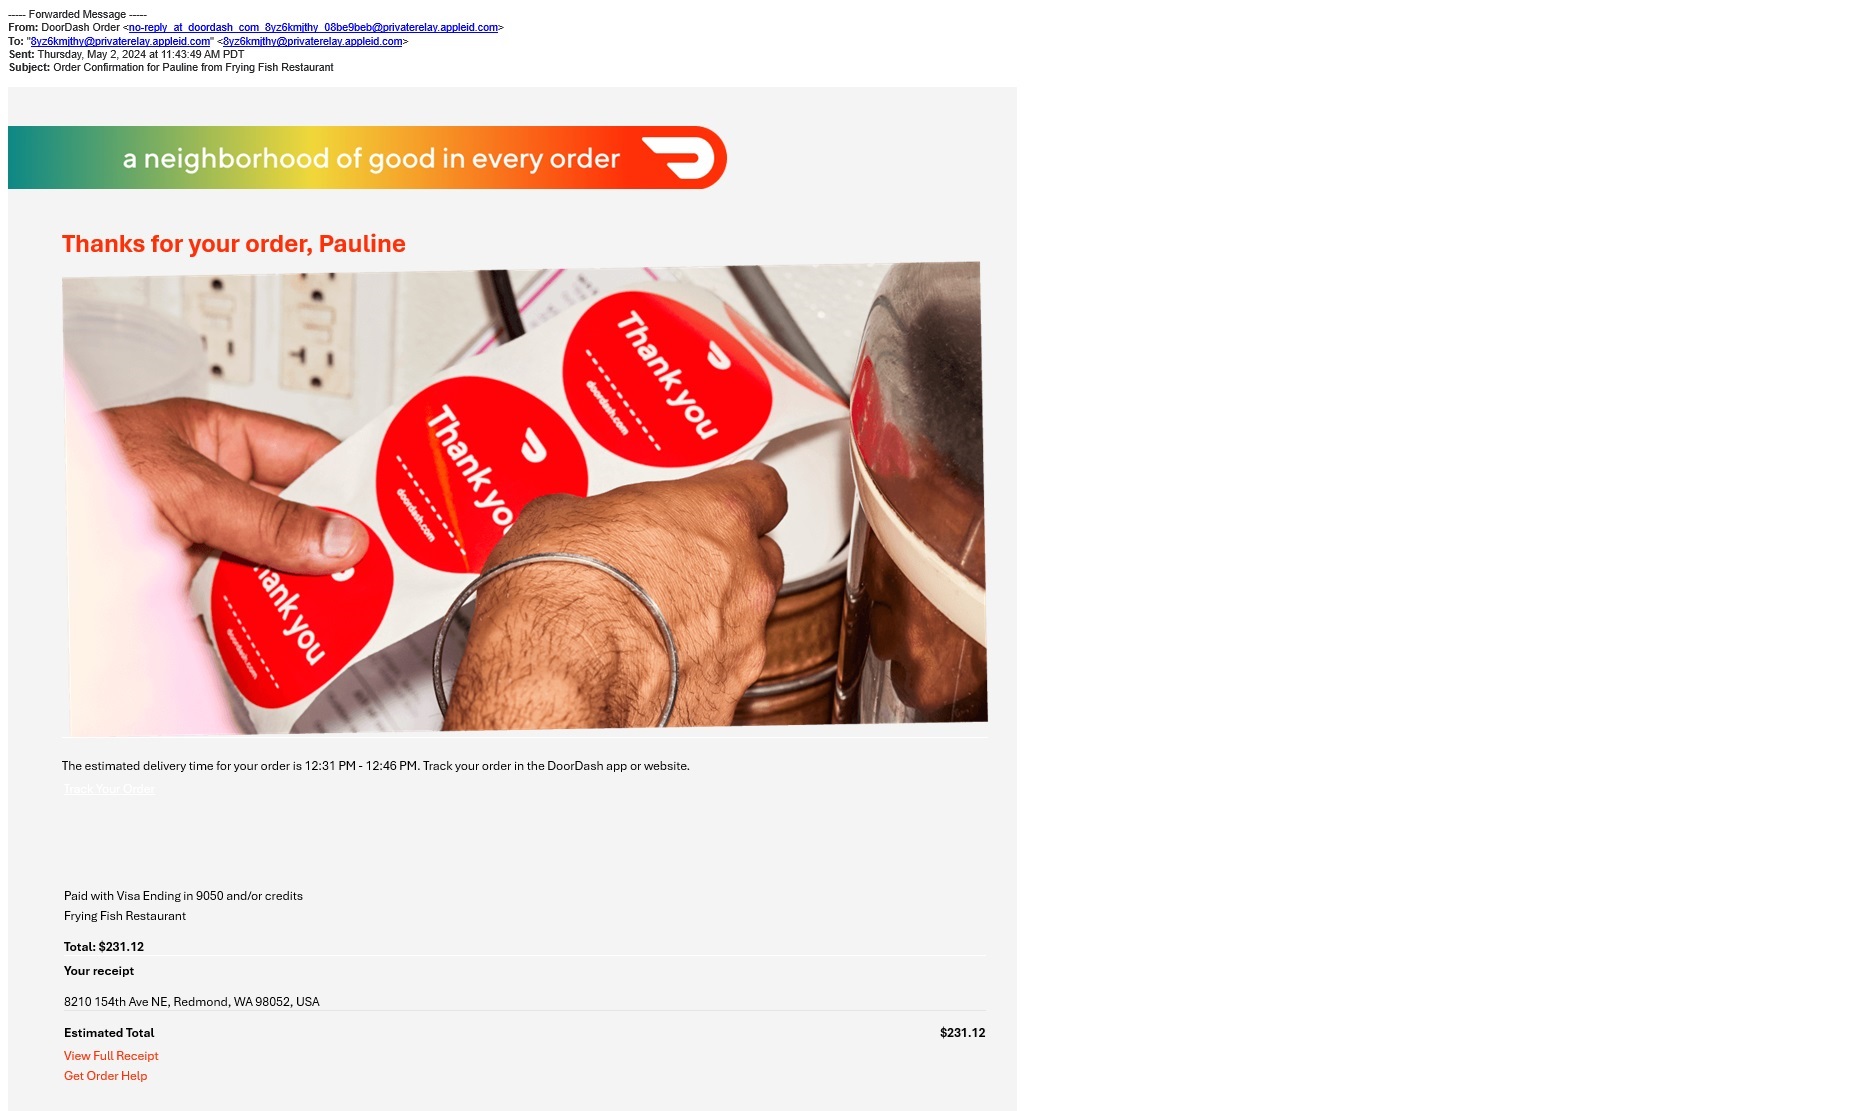 ----- Forwarded Message -----
From: DoorDash Order <no-reply_at_doordash_com_8yz6kmjthy_08be9beb@privaterelay.appleid.com>
To: "8yz6kmjthy@privaterelay.appleid.com" <8yz6kmjthy@privaterelay.appleid.com>
Sent: Thursday, May 2, 2024 at 11:43:49 AM PDT
Subject: Order Confirmation for Pauline from Frying Fish Restaurant
a neighborhood of good in every order
Thanks for your order, Pauline
Thank you
doordash.com
Thank you
doordash.com
Thank you
doordash.com
The estimated delivery time for your order is 12:31 PM - 12:46 PM. Track your order in the DoorDash app or website.
Track Your Order
Paid with Visa Ending in 9050 and/or credits
Frying Fish Restaurant
Total: $231.12
Your receipt
8210 154th Ave NE, Redmond, WA 98052, USA
Estimated Total $231.12
View Full Receipt
Get Order Help